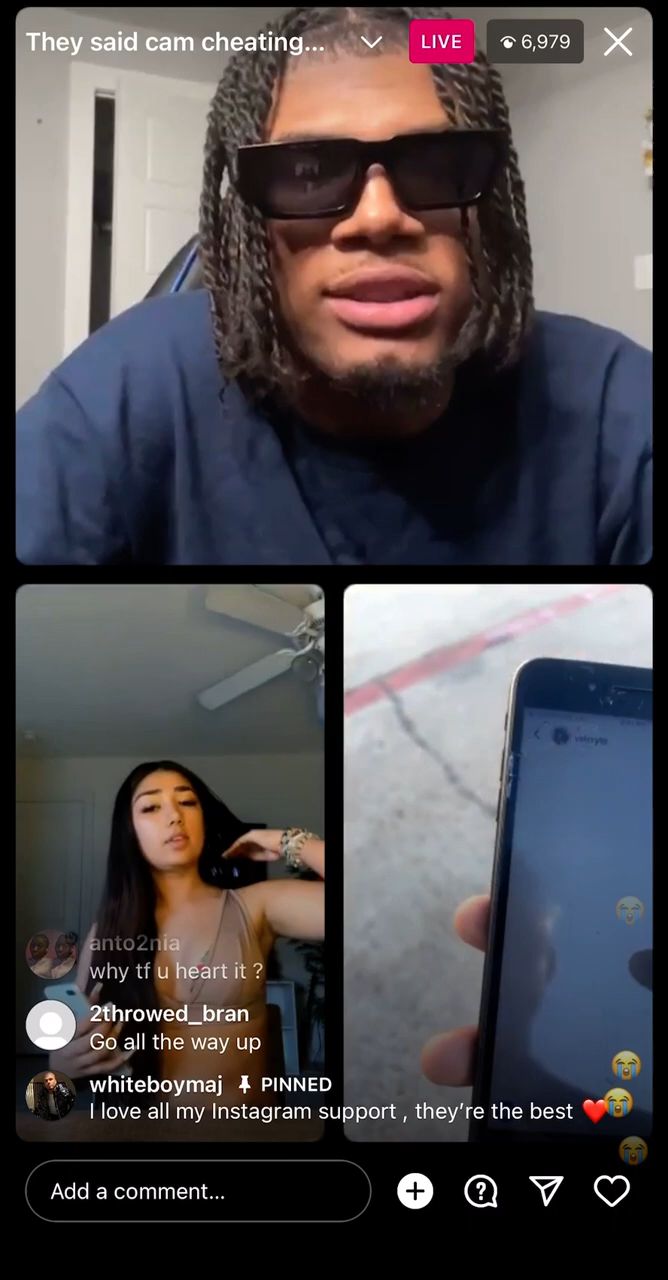 They said cam cheating...
LIVE
6,979
anto2nia
why tf u heart it ?
2throwed_bran
Go all the way up
whiteboymaj PINNED
I love all my Instagram support , they’re the best ❤️
Add a comment...